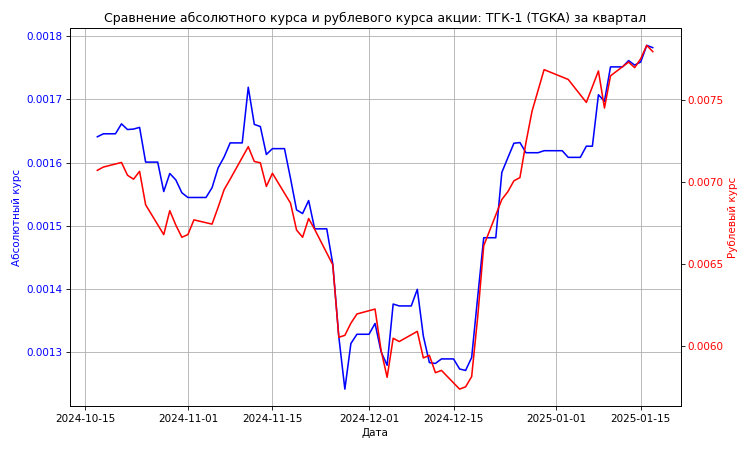 Сравнение абсолютного курса и рублевого курса акции: ТГК-1 (TGKA) за квартал
0.0018
0.0017
0.0016
0.0015
0.0014
0.0013
Абсолютный курс
0.0075
0.0070
0.0065
0.0060
Рублевый курс
2024-10-15 2024-11-01 2024-11-15 2024-12-01 2024-12-15 2025-01-01 2025-01-15
Дата